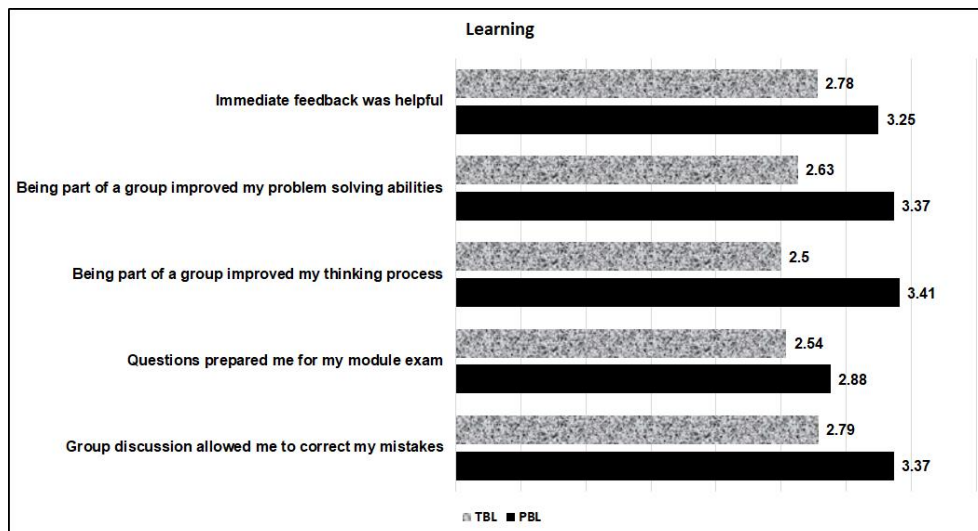 Learning
Immediate feedback was helpful
2.78
3.25
Being part of a group improved my problem solving abilities
2.63
3.37
Being part of a group improved my thinking process
2.5
3.41
Questions prepared me for my module exam
2.54
2.88
Group discussion allowed me to correct my mistakes
2.79
3.37
TBL PBL